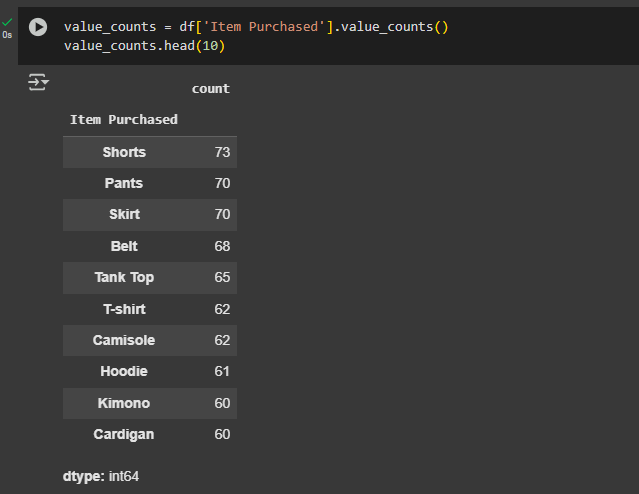 value_counts = df['Item Purchased'].value_counts()
0s
value_counts.head(10)
count
Item Purchased
Shorts 73
Pants 70
Skirt 70
Belt 68
Tank Top 65
T-shirt 62
Camisole 62
Hoodie 61
Kimono 60
Cardigan 60
dtype: int64